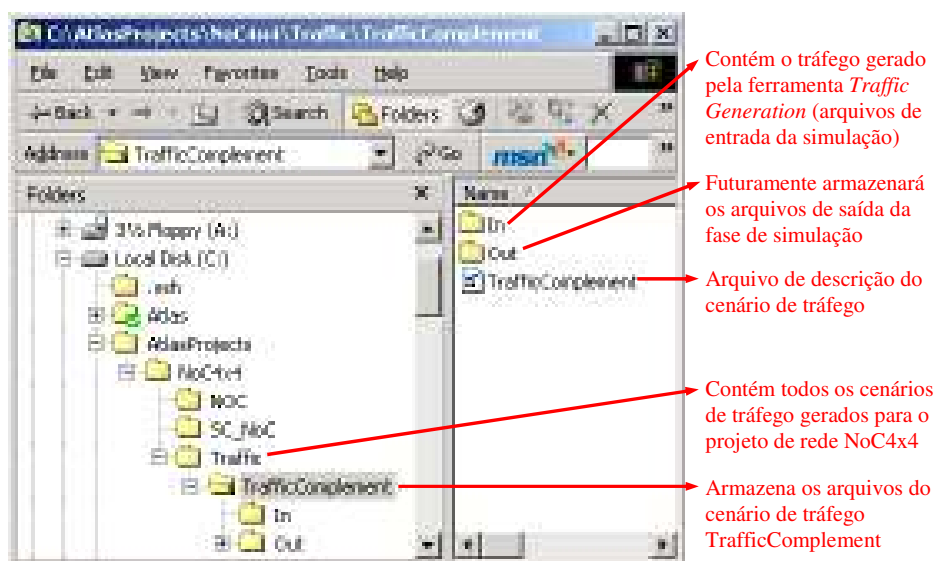 C:\AtlasProjects\NoC4x4\Traffic\TrafficComplement
File Edit View Favorites Tools Help
Back Search Folders
Address TrafficComplement Go msn
Folders
3½ Floppy (A:)
Local Disk (C:)
Atlas
AtlasProjects
NoC4x4
NOC
SC_NoC
Traffic
TrafficComplement
In
Out
Name
In
Out
TrafficComplement
Contém o tráfego gerado
pela ferramenta Traffic
Generation (arquivos de
entrada da simulação)
Futuramente armazenará
os arquivos de saída da
fase de simulação
Arquivo de descrição do
cenário de tráfego
Contém todos os cenários
de tráfego gerados para o
projeto de rede NoC4x4
Armazena os arquivos do
cenário de tráfego
TrafficComplement